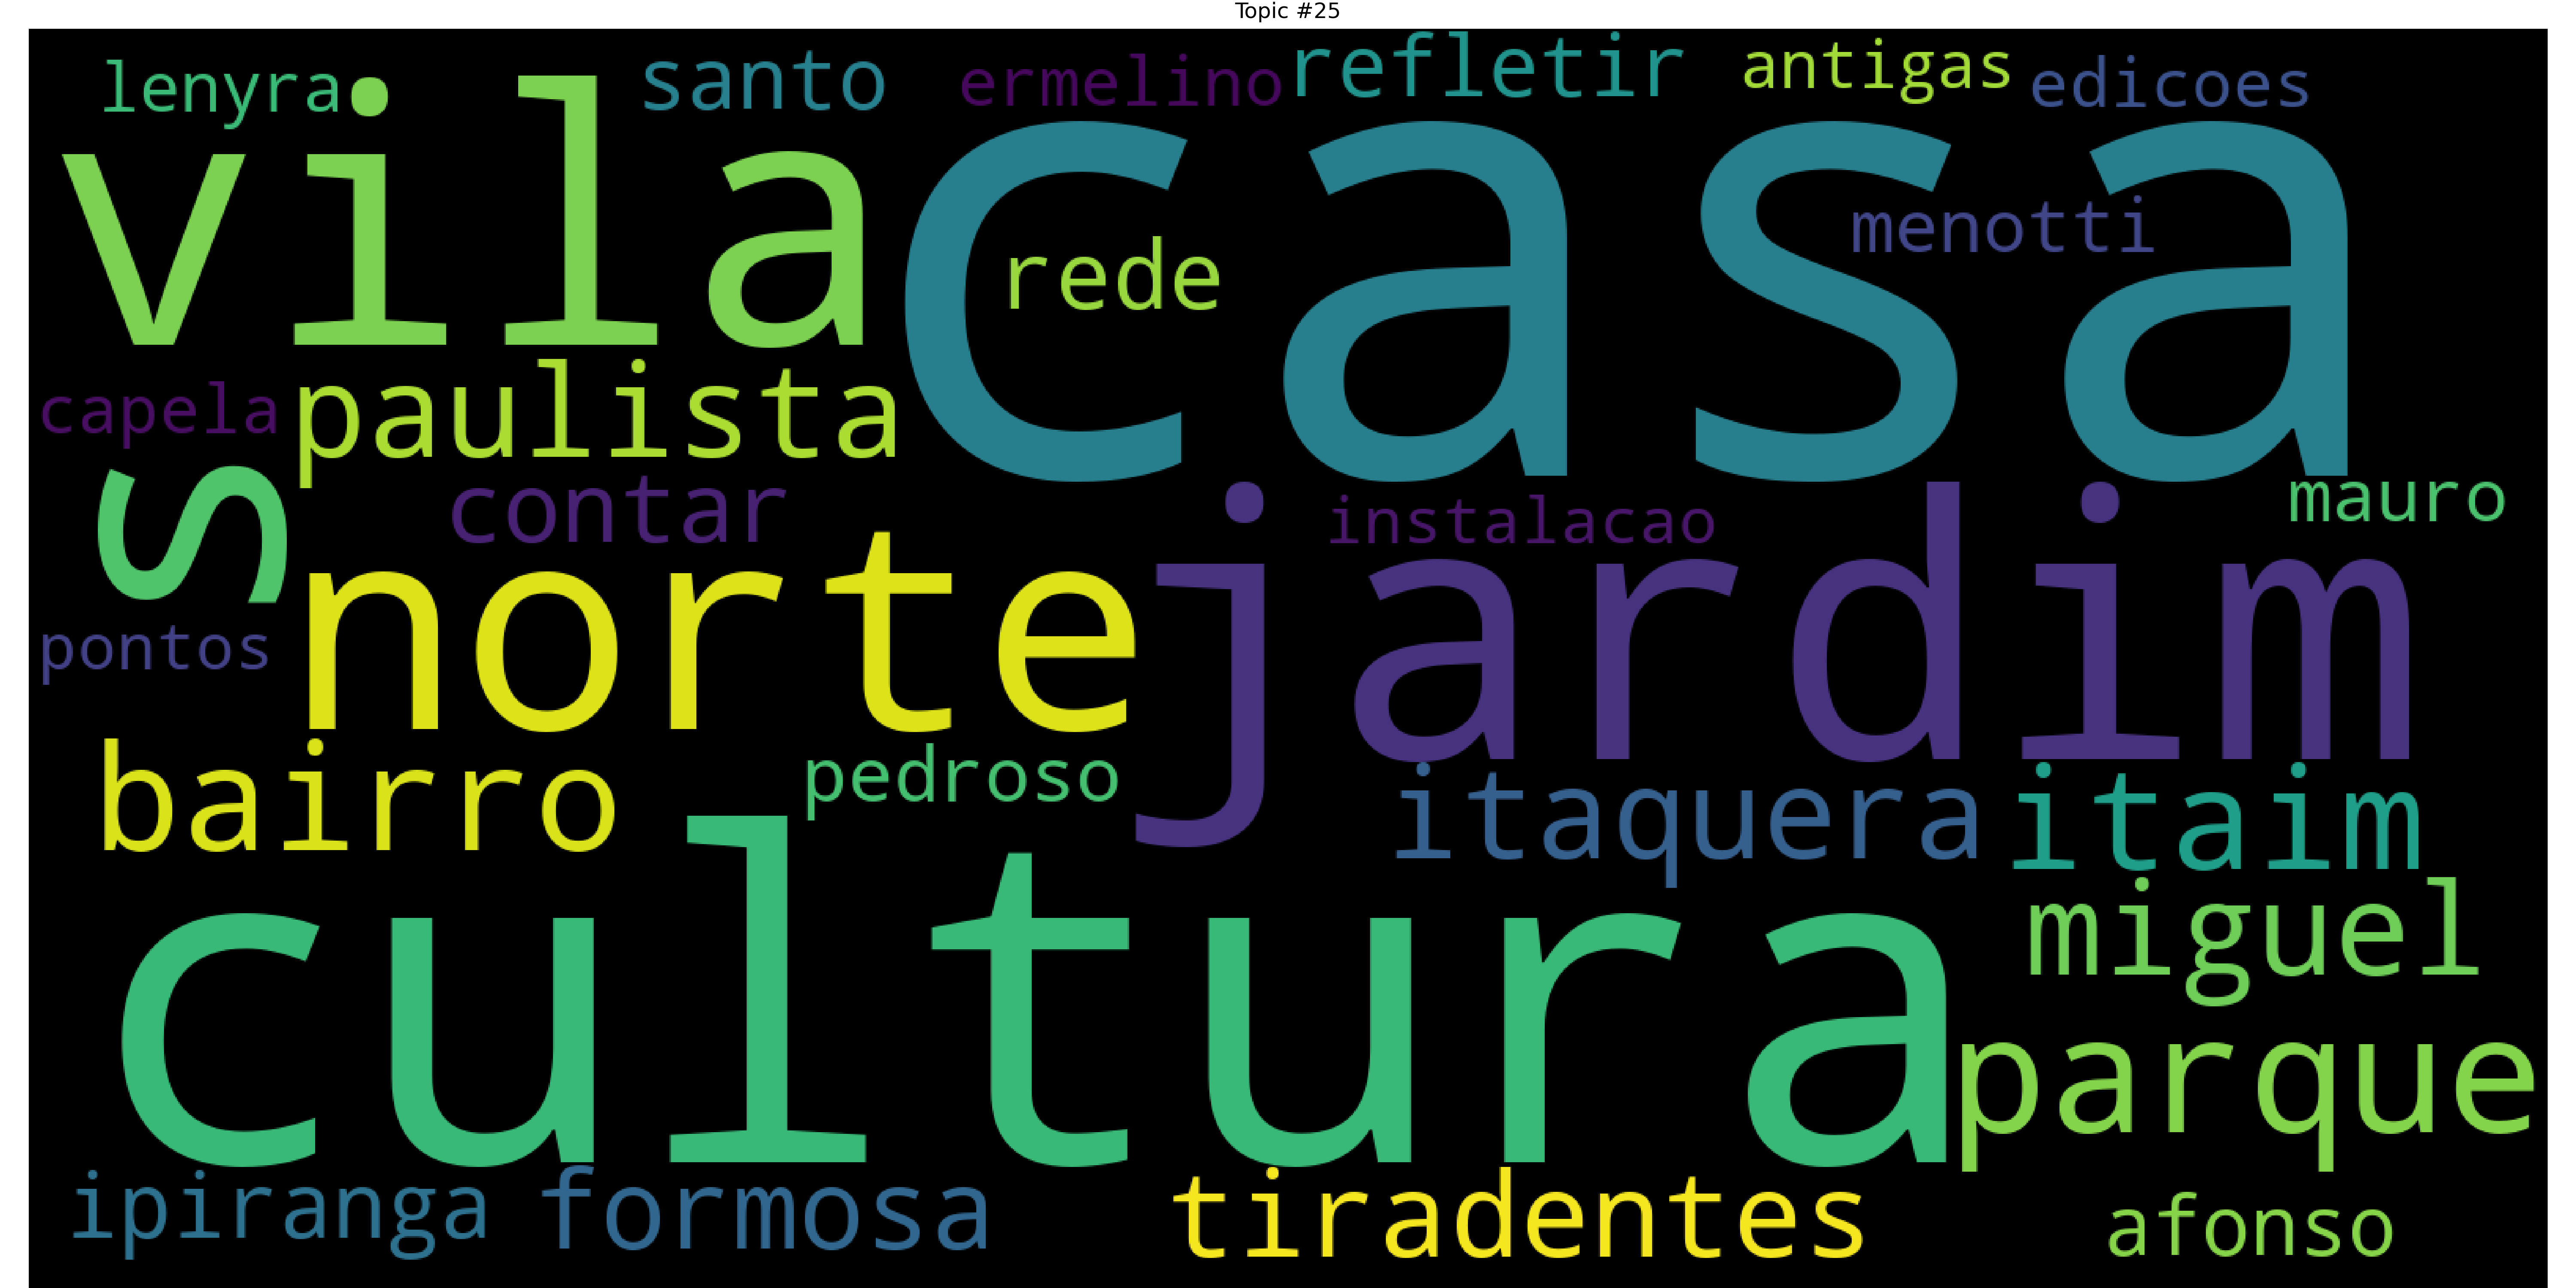 Topic #25
lenyra santo ermelino refletir antigas edicoes
vila casa
rede menotti
capela paulista
s contar instalacao mauro
norte jardim
pontos
bairro pedroso itaquera itaim
cultura miguel
parque
ipiranga formosa tiradentes afonso